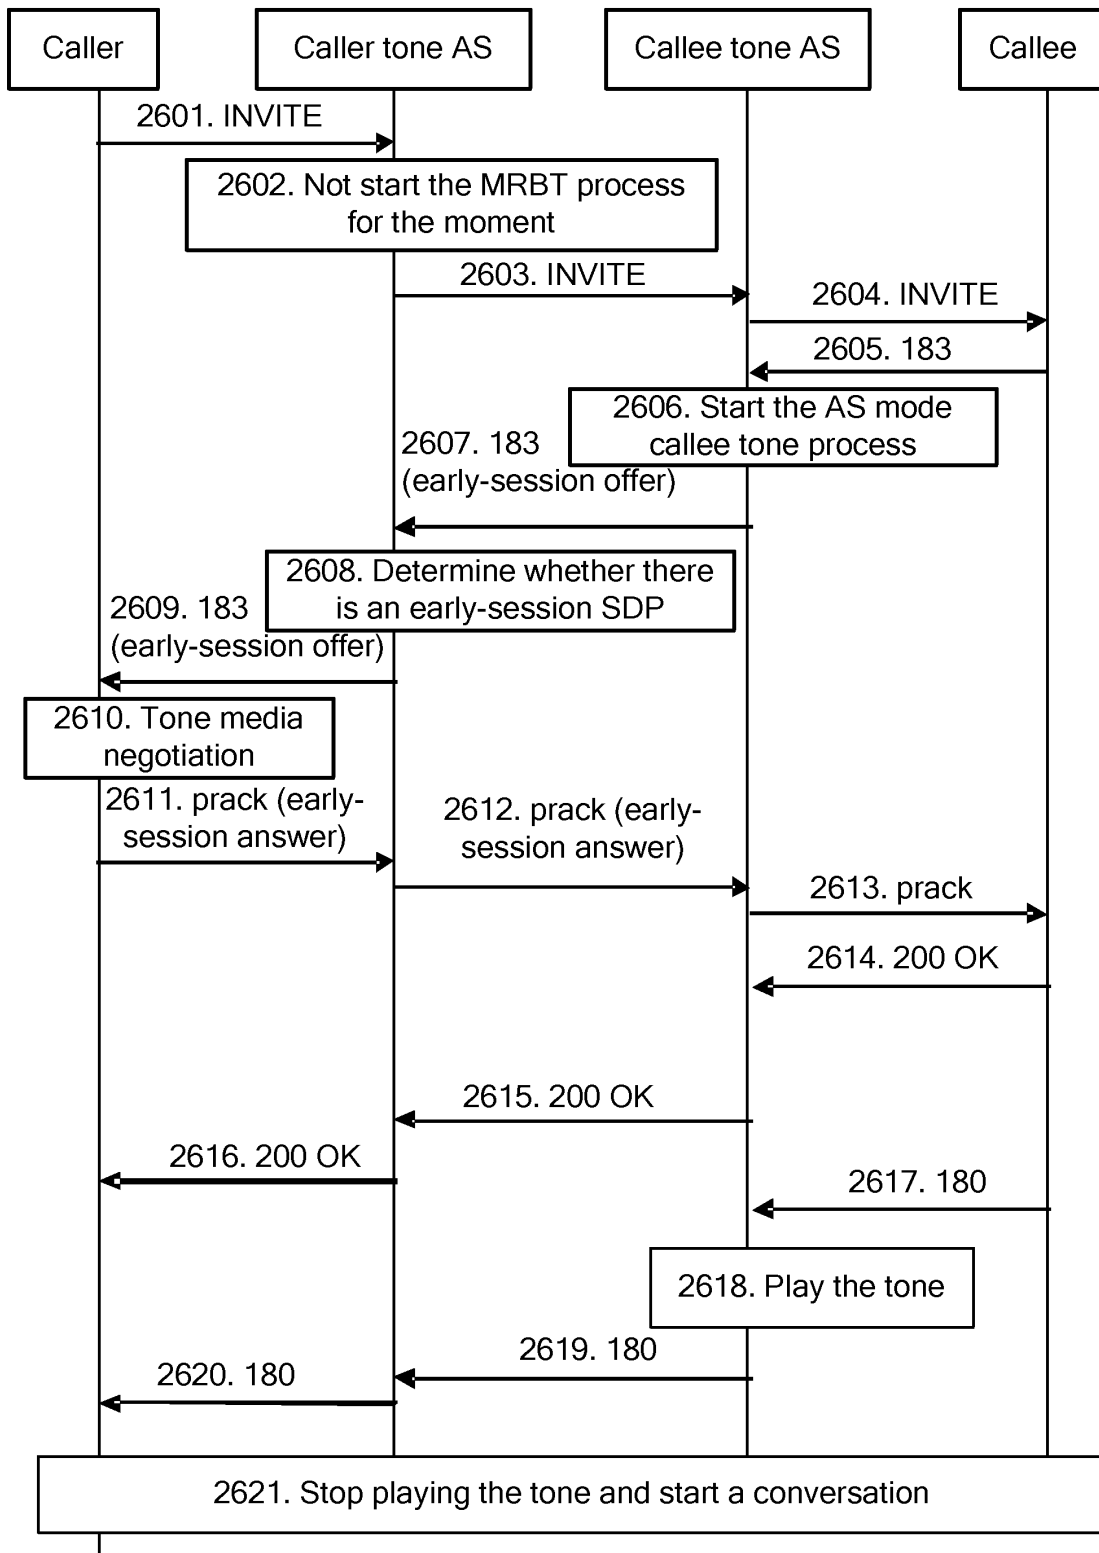 Caller
Caller tone AS
Callee tone AS
Callee
2601. INVITE
2602. Not start the MRBT process
for the moment
2603. INVITE
2604. INVITE
2605. 183
2606. Start the AS mode
callee tone process
2607. 183
(early-session offer)
2608. Determine whether there
is an early-session SDP
2609. 183
(early-session offer)
2610. Tone media
negotiation
2611. prack (early-
session answer)
2612. prack (early-
session answer)
2613. prack
2614. 200 OK
2615. 200 OK
2616. 200 OK
2617. 180
2618. Play the tone
2619. 180
2620. 180
2621. Stop playing the tone and start a conversation